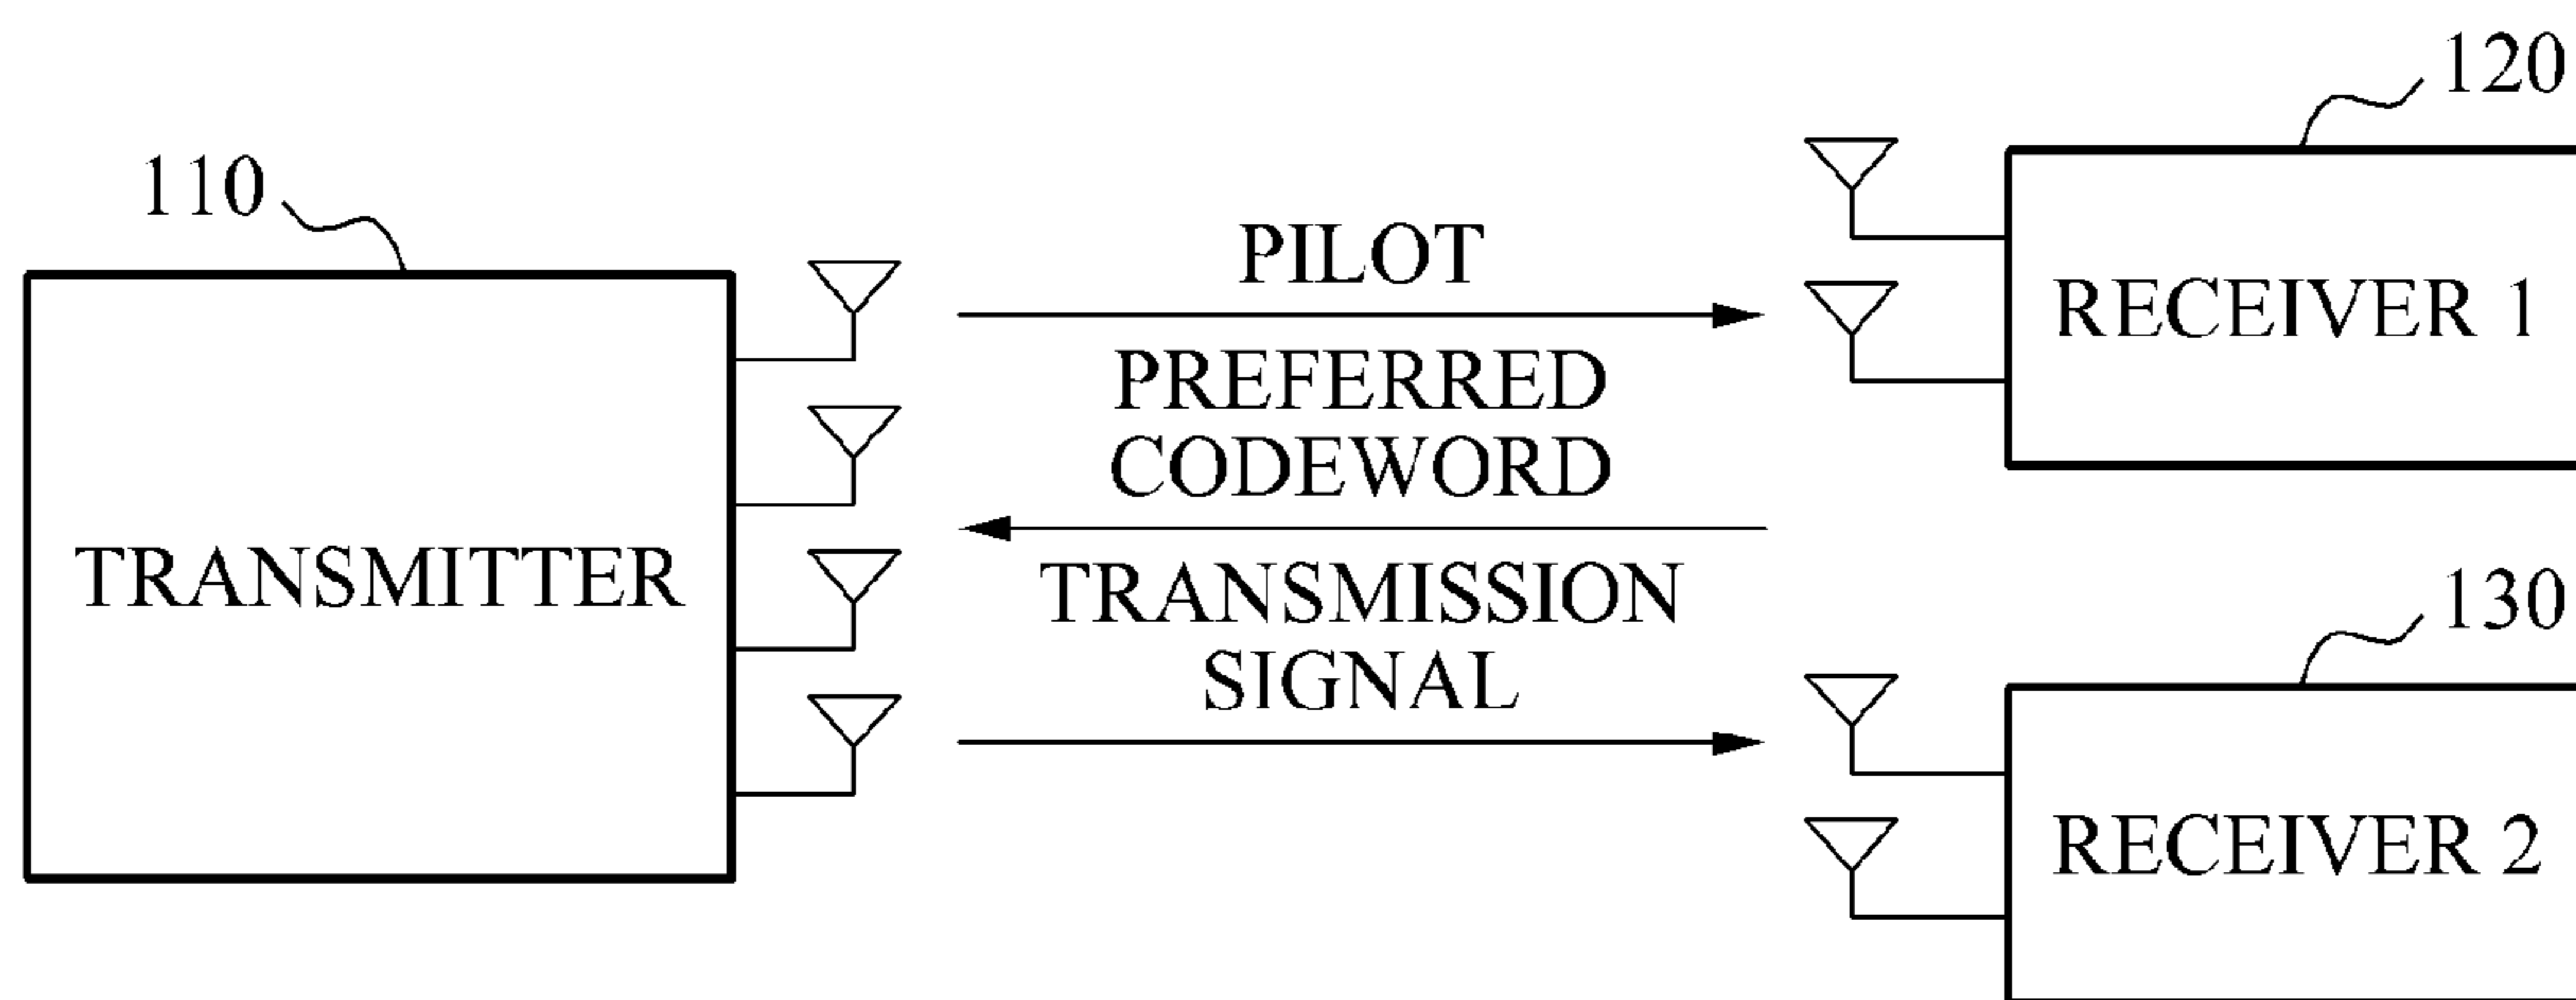 110
TRANSMITTER
PILOT
PREFERRED
CODEWORD
TRANSMISSION
SIGNAL
120
RECEIVER 1
130
RECEIVER 2